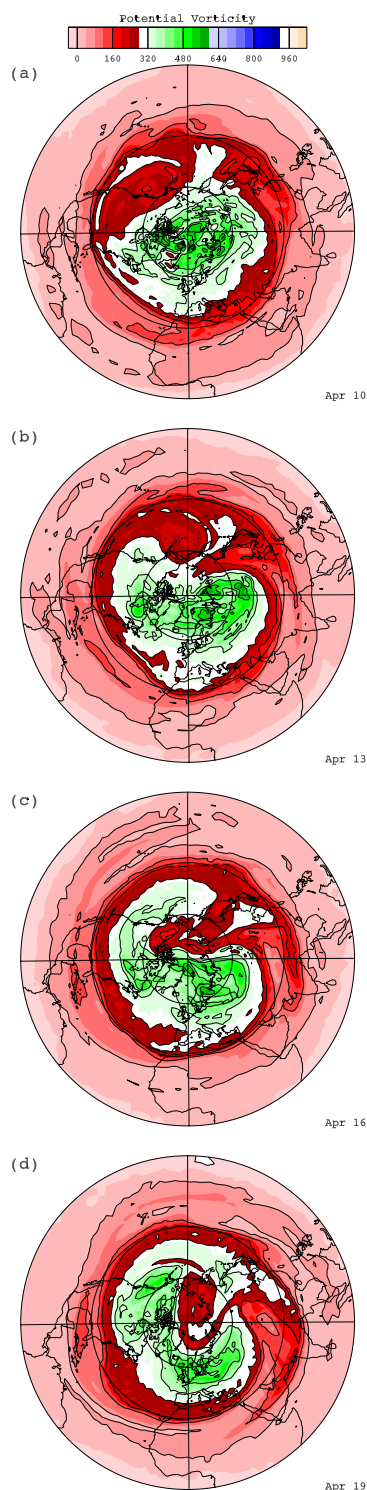 Potential Vorticity
0 160 320 480 640 800 960
(a)
Apr 10
(b)
Apr 13
(c)
Apr 16
(d)
Apr 19